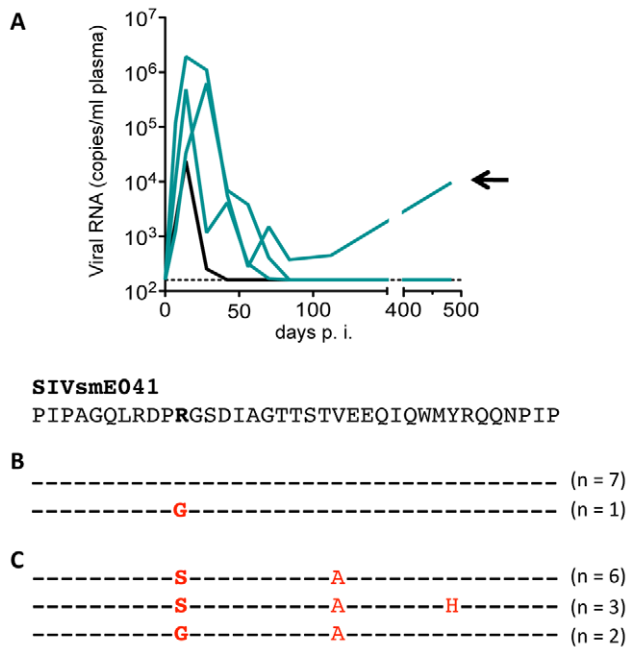 A
Viral RNA (copies/ml plasma)
10⁷
10⁶
10⁵
10⁴
10³
10²
0 50 100 400 500
days p. i.
SIVsmE041
PIPAGQLRDPRGSDIAGTTSTVEEQIQWMYRQQNPIP
B
------------------------------------- (n = 7)
----------G-------------------------- (n = 1)
C
----------S----------A--------------- (n = 6)
----------S----------A-------H------- (n = 3)
----------G----------A--------------- (n = 2)